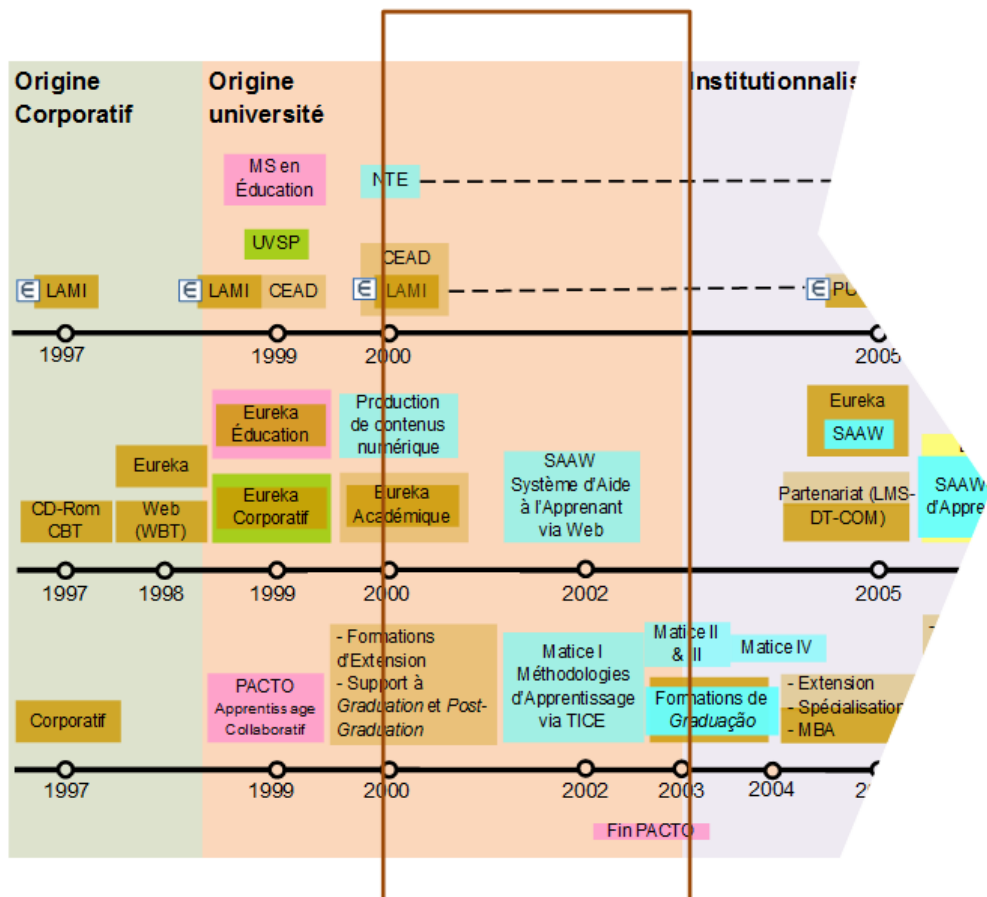 Origine
Corporatif
Origine
université
Institutionnalis
MS en
Éducation
NTE
UVSP
CEAD
∈ LAMI
∈ LAMI CEAD
∈ LAMI
∈ PU
1997
1999
2000
2005
Eureka
Éducation
Production
de contenus
numérique
Eureka
SAAW
Eureka
CD-Rom
CBT
Web
(WBT)
Eureka
Corporatif
Eureka
Académique
SAAW
Système d'Aide
à l'Apprenant
via Web
Partenariat (LMS-
DT-COM)
SAAW
d'Appre
1997
1998
1999
2000
2002
2005
Corporatif
PACTO
Apprentissage
Collaboratif
- Formations
d'Extension
- Support à
Graduation et Post-
Graduation
Matice I
Méthodologies
d'Apprentissage
via TICE
Matice II
& III
Matice IV
Formations de
Graduação
- Extension
- Spécialisation
- MBA
1997
1999
2000
2002
2003
2004
Fin PACTO